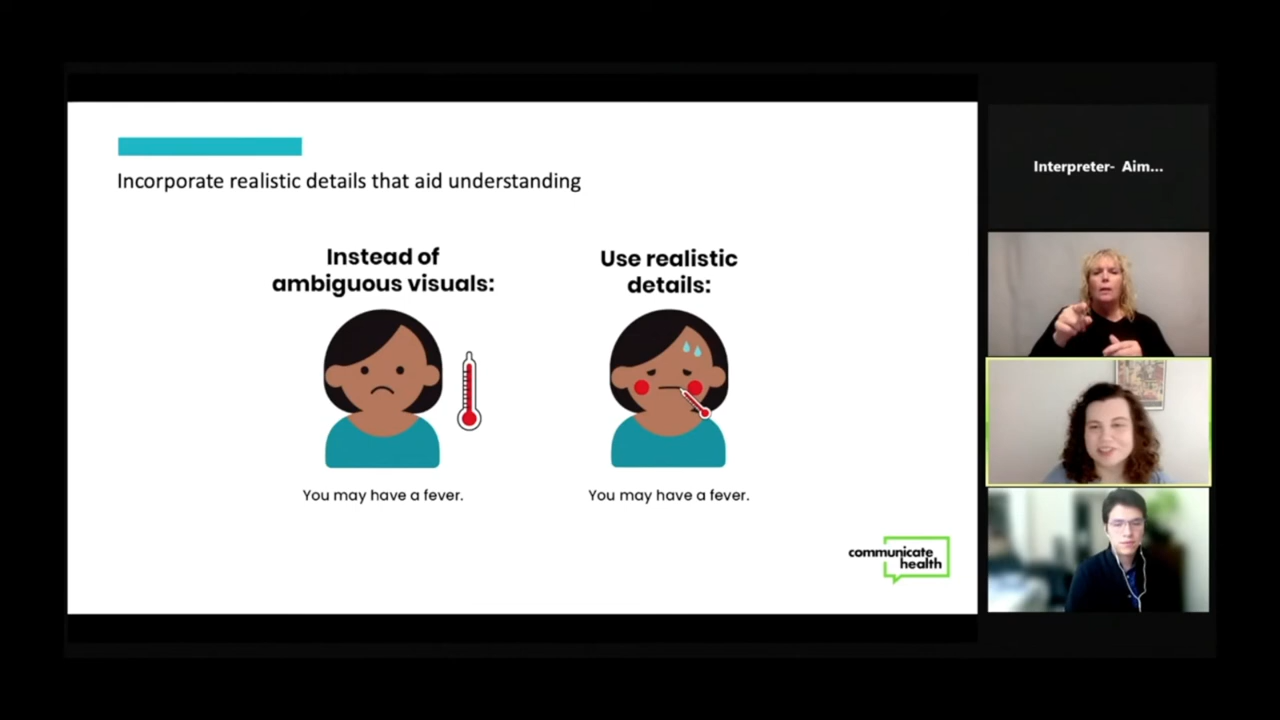 Incorporate realistic details that aid understanding
Instead of
ambiguous visuals:
Use realistic
details:
You may have a fever.
You may have a fever.
communicate
health
Interpreter- Aim...